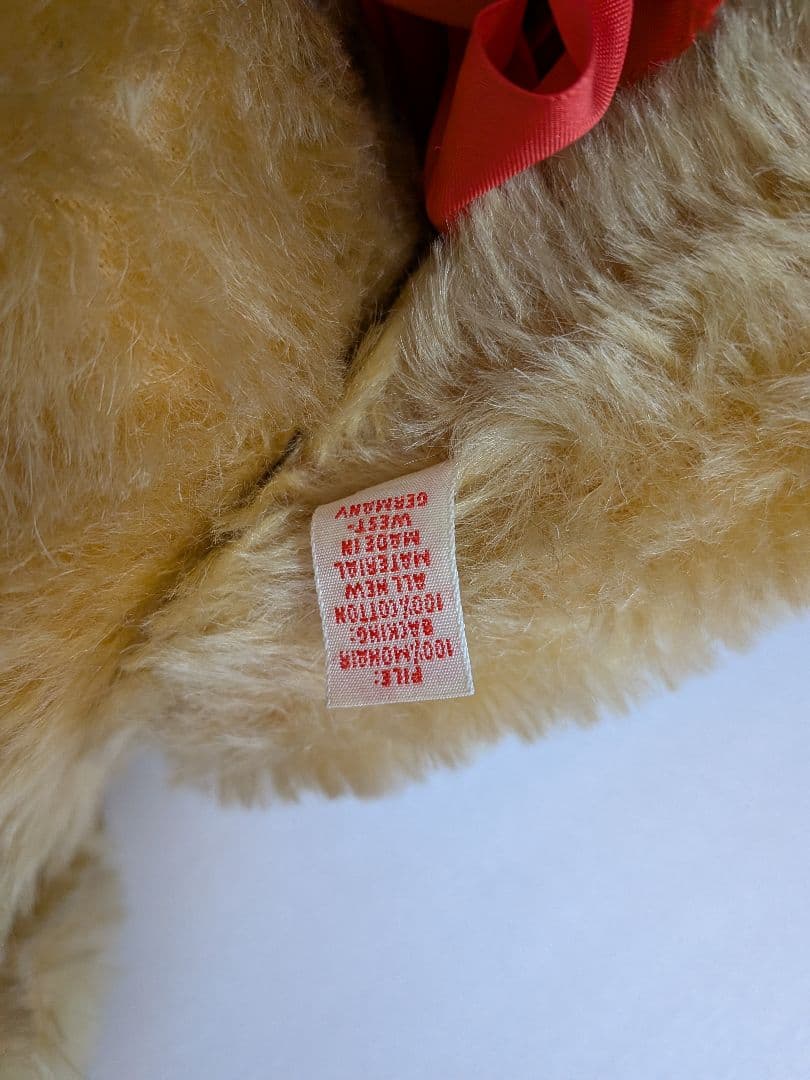 PILE:
100%MOHAIR
BACKING:
100%COTTON
ALL NEW
MATERIAL
MADE IN
WEST-
GERMANY